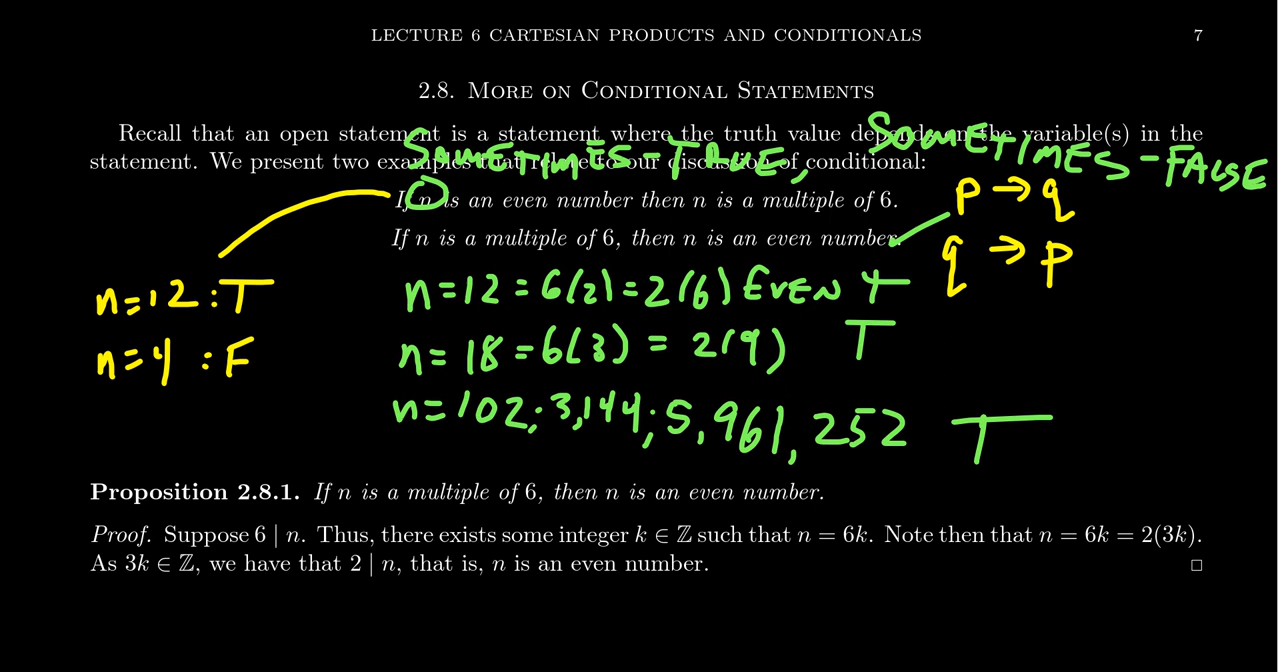 LECTURE 6 CARTESIAN PRODUCTS AND CONDITIONALS 7
2.8. MORE ON CONDITIONAL STATEMENTS
Recall that an open statement is a statement where the truth value depends on the variable(s) in the
SOMETIMES-TRUE, SOMETIMES-FALSE
statement. We present two examples that relate to our discussion of conditional:
If n is an even number then n is a multiple of 6.
p → q
If n is a multiple of 6, then n is an even number.
q → p
n=12 : T
n=12 = 6(2) = 2(6) EVEN T
n=4 : F
n= 18 = 6(3) = 2(9) T
n=102; 3,144; 5,961,252 T
Proposition 2.8.1. If n is a multiple of 6, then n is an even number.
Proof. Suppose 6 | n. Thus, there exists some integer k ∈ ℤ such that n = 6k. Note then that n = 6k = 2(3k).
As 3k ∈ ℤ, we have that 2 | n, that is, n is an even number. □